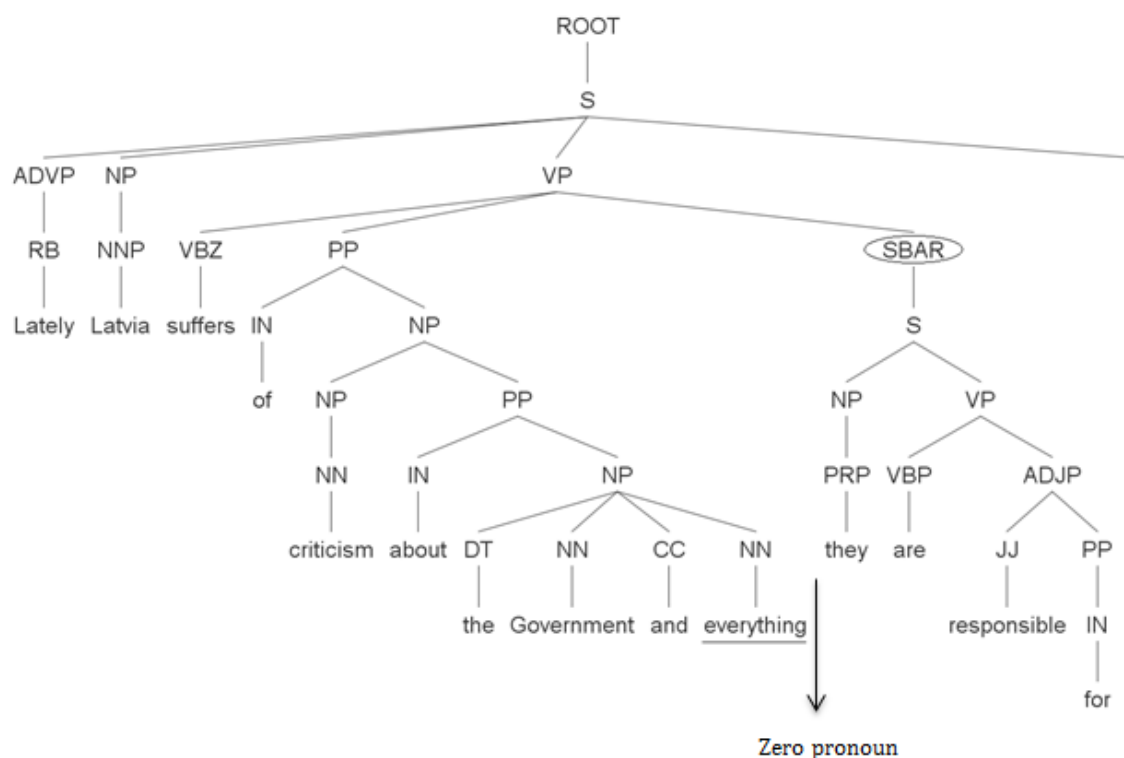 ROOT
S
ADVP NP VP
RB NNP VBZ PP SBAR
Lately Latvia suffers IN NP S
of NP PP NP VP
NN IN NP PRP VBP ADJP
criticism about DT NN CC NN they are JJ PP
the Government and everything responsible IN
for
Zero pronoun